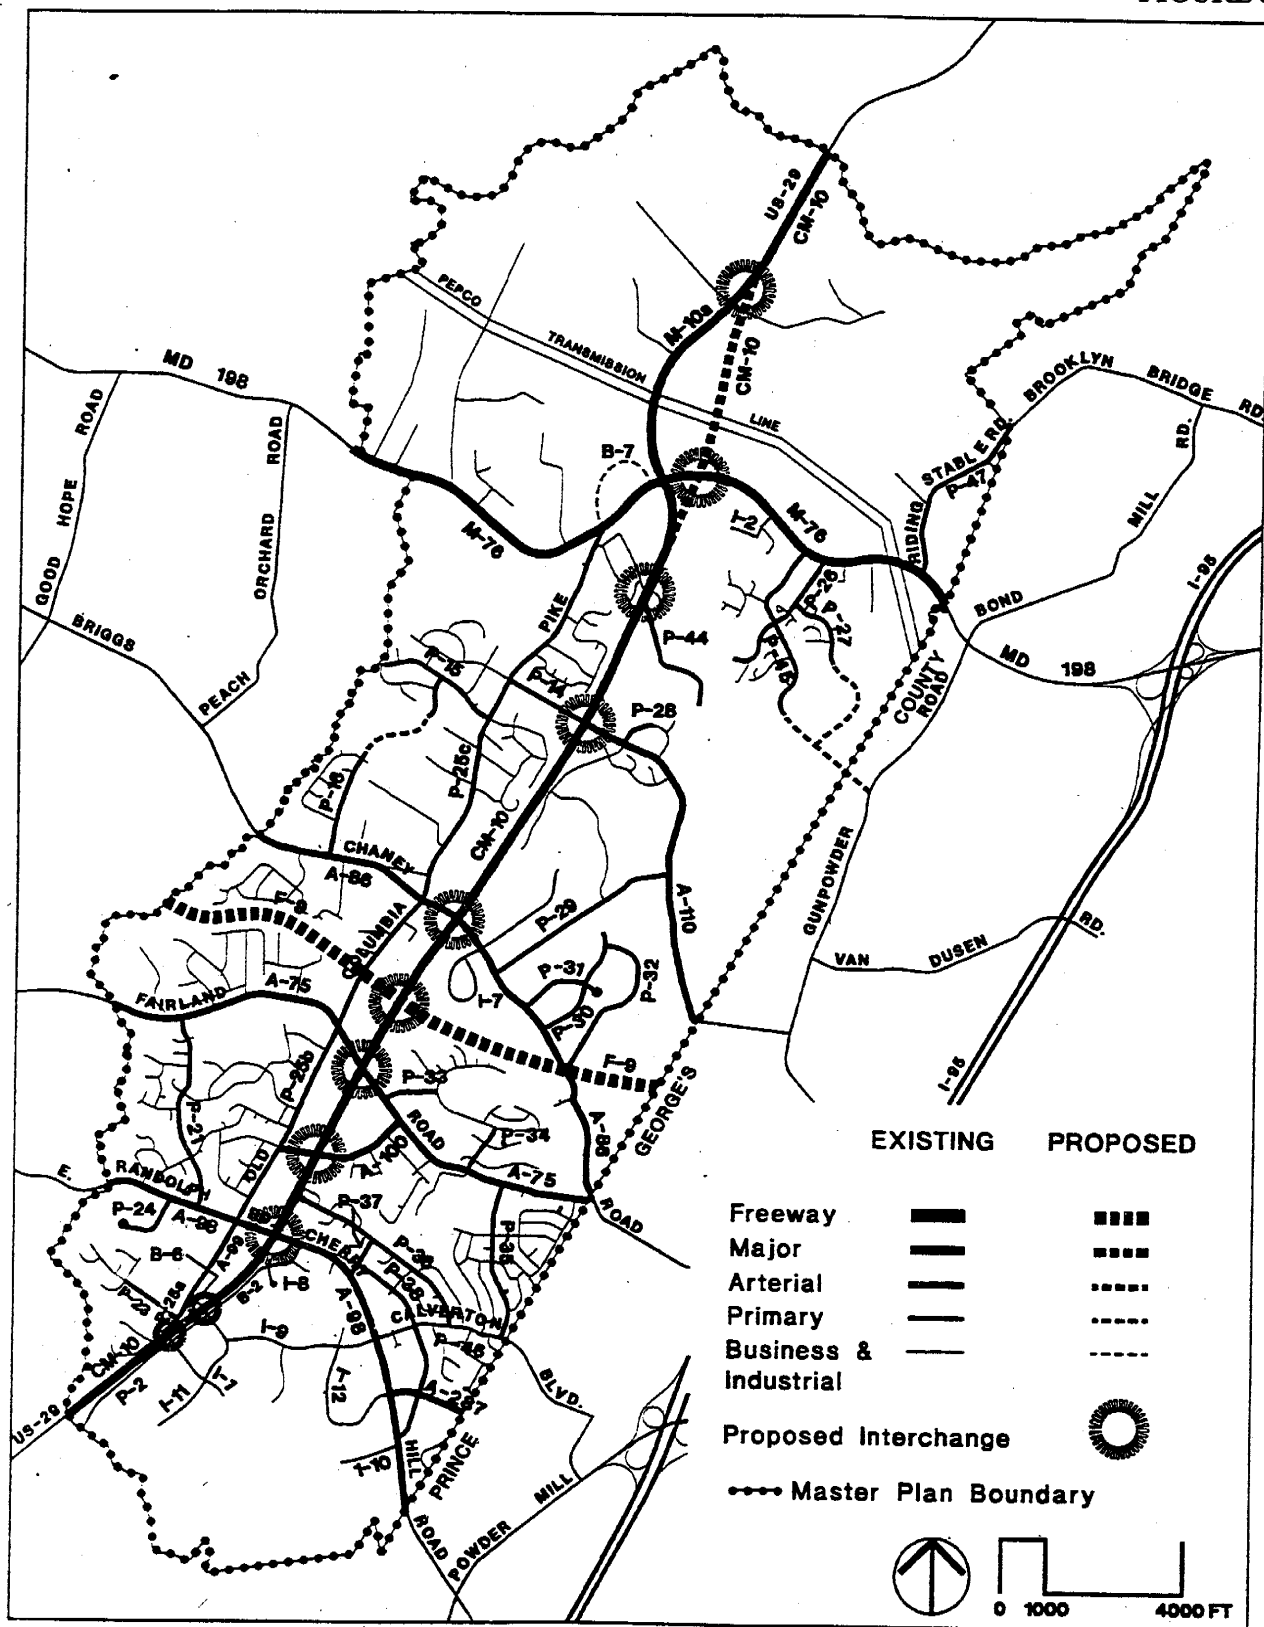 US-29
CM-10
PEPCO
TRANSMISSION
LINE
M-10a
CM-10
MD 198
GOOD HOPE ROAD
ORCHARD ROAD
BROOKLYN BRIDGE RD.
B-7
RIDING STABLE RD.
P-47
MILL RD.
M-76
I-2
M-76
I-95
PIKE
P-26
P-27
BOND
BRIGGS
P-44
P-46
MD 198
PEACH
P-15
P-14
COUNTY
ROAD
P-28
P-25c
P-16
CM-10
CHANEY
A-86
GUNPOWDER
F-9
COLUMBIA
P-29
A-110
VAN DUSEN RD.
P-31
P-32
A-75
FAIRLAND
I-7
P-30
P-25b
F-9
I-95
P-33
GEORGE'S
P-21
ROAD
A-86
P-34
E. RANDOLPH
OLD
A-100
A-75
P-24
A-98
P-37
ROAD
CHERRY
P-35
B-6
A-99
P-36
P-38
P-23
P-25a
B-2
I-8
A-98
CALVERTON
I-9
P-45
CM-10
P-2
I-11
I-1
I-12
A-287
BLVD.
US-29
I-10
HILL
PRINCE
ROAD
POWDER MILL
EXISTING PROPOSED
Freeway
Major
Arterial
Primary
Business &
Industrial
Proposed Interchange
Master Plan Boundary
0 1000 4000 FT